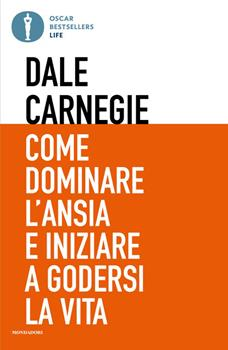 OSCAR
BESTSELLERS
LIFE
DALE
CARNEGIE
COME
DOMINARE
L'ANSIA
E INIZIARE
A GODERSI
LA VITA
MONDADORI